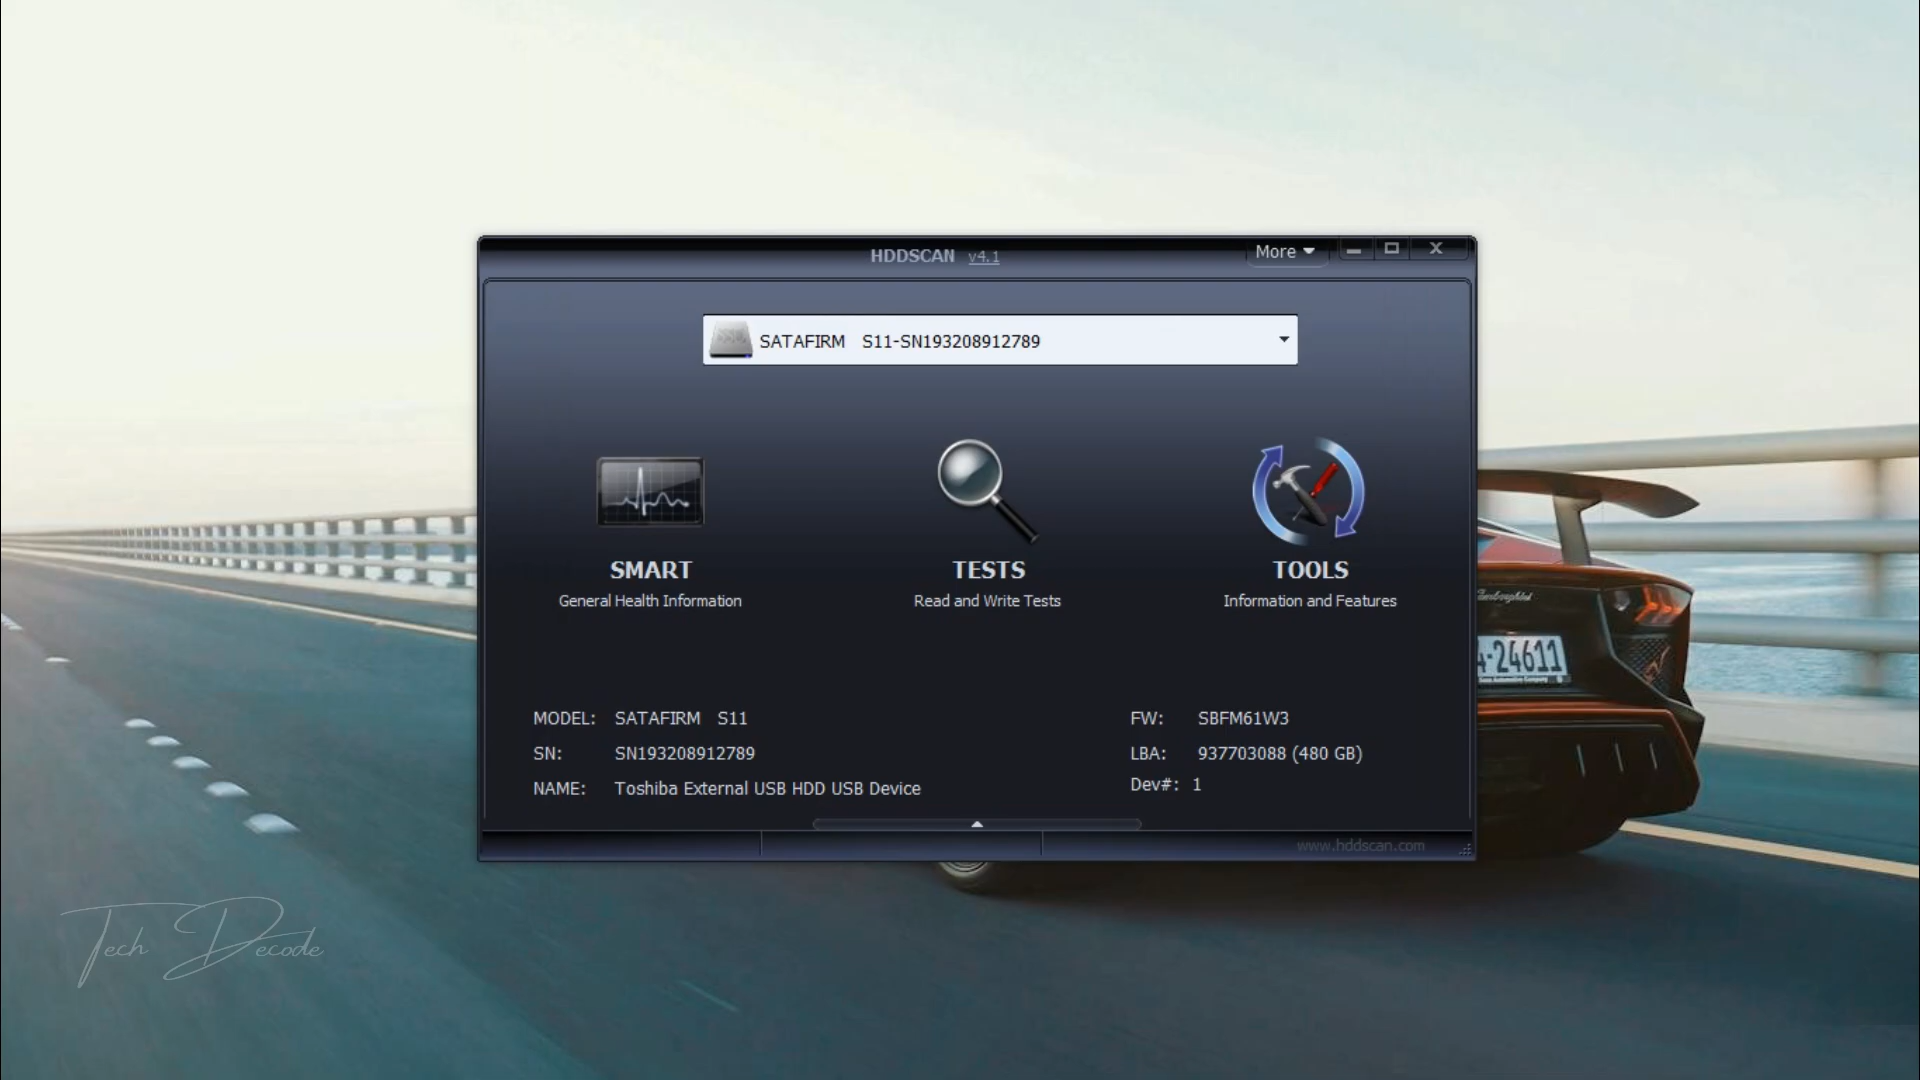 HDDSCAN v4.1
More
SATAFIRM S11-SN193208912789
SMART
General Health Information
TESTS
Read and Write Tests
TOOLS
Information and Features
MODEL: SATAFIRM S11
SN: SN193208912789
NAME: Toshiba External USB HDD USB Device
FW: SBFM61W3
LBA: 937703088 (480 GB)
Dev#: 1
www.hddscan.com
Lamborghini
24611
Tech Decode